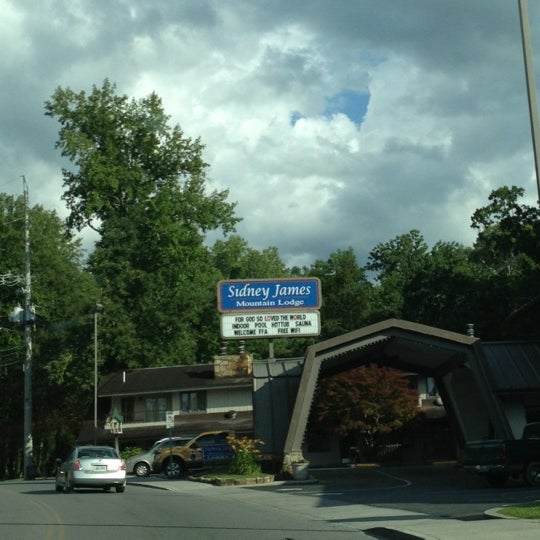 Sidney James
Mountain Lodge
FOR GOD SO LOVED THE WORLD
INDOOR POOL HOTTUB SAUNA
WELCOME FFA FREE WIFI